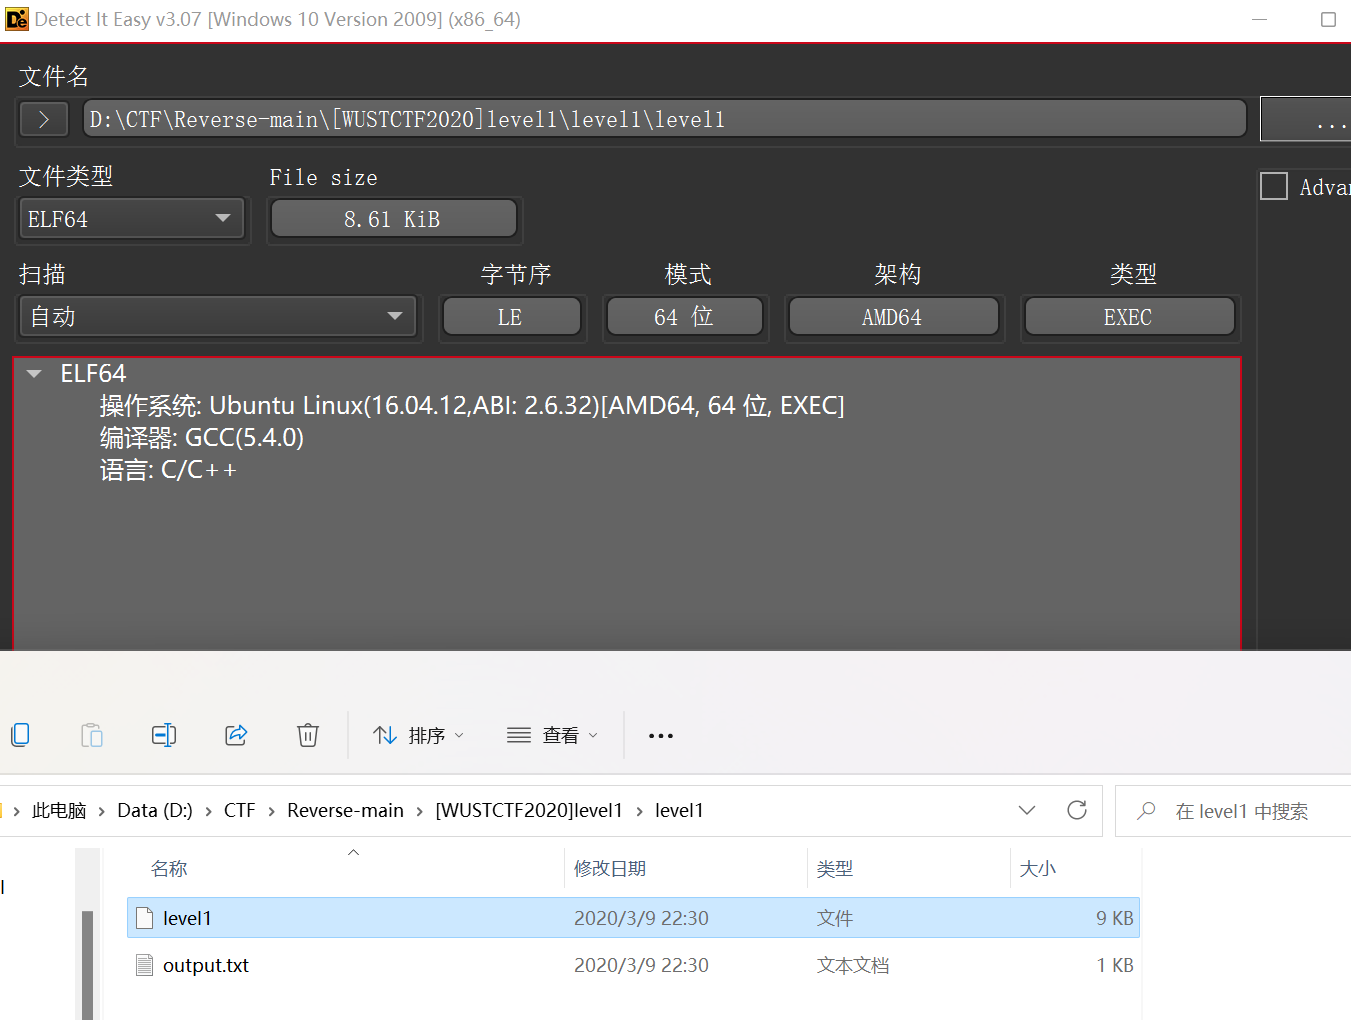 Detect It Easy v3.07 [Windows 10 Version 2009] (x86_64)
文件名
D:\CTF\Reverse-main\[WUSTCTF2020]level1\level1\level1
...
文件类型 File size
ELF64 8.61 KiB
Advan
扫描 字节序 模式 架构 类型
自动 LE 64 位 AMD64 EXEC
ELF64
操作系统: Ubuntu Linux(16.04.12,ABI: 2.6.32)[AMD64, 64 位, EXEC]
编译器: GCC(5.4.0)
语言: C/C++
排序 查看
此电脑 › Data (D:) › CTF › Reverse-main › [WUSTCTF2020]level1 › level1
在 level1 中搜索
名称 修改日期 类型 大小
level1 2020/3/9 22:30 文件 9 KB
output.txt 2020/3/9 22:30 文本文档 1 KB